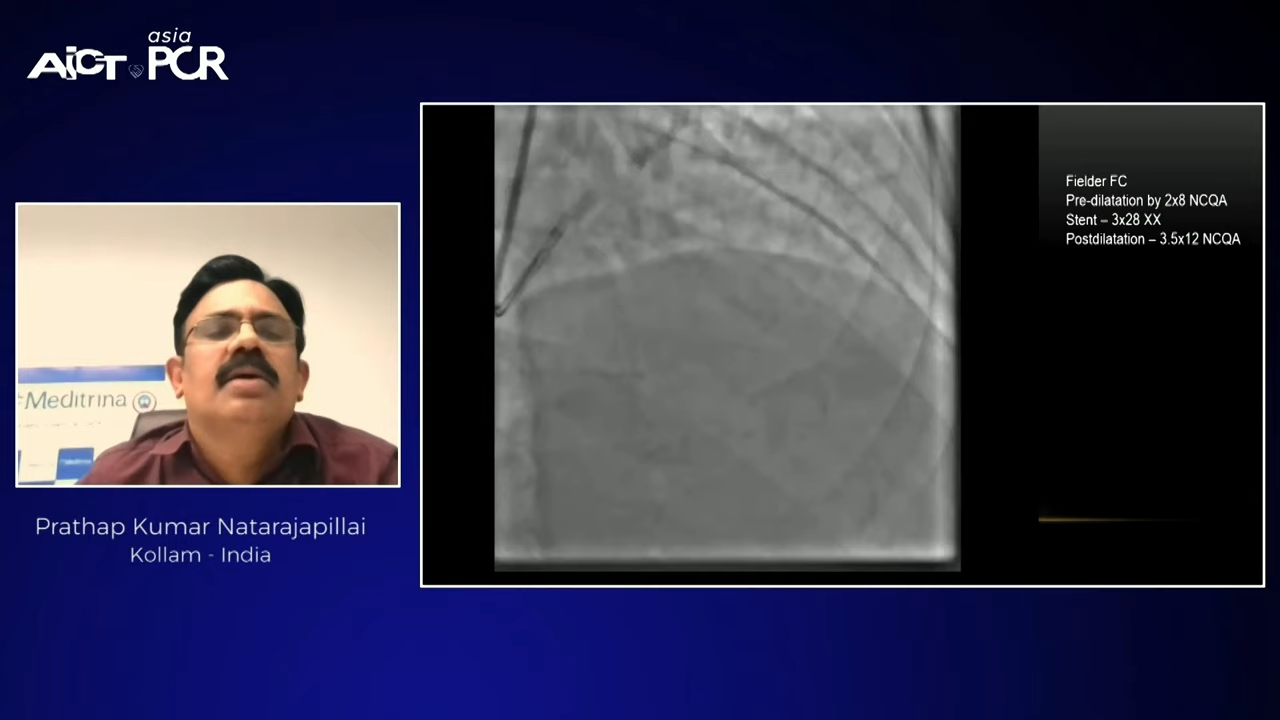 asia
AICT PCR
Fielder FC
Pre-dilatation by 2x8 NCQA
Stent – 3x28 XX
Postdilatation – 3.5x12 NCQA
Meditrina
Prathap Kumar Natarajapillai
Kollam - India